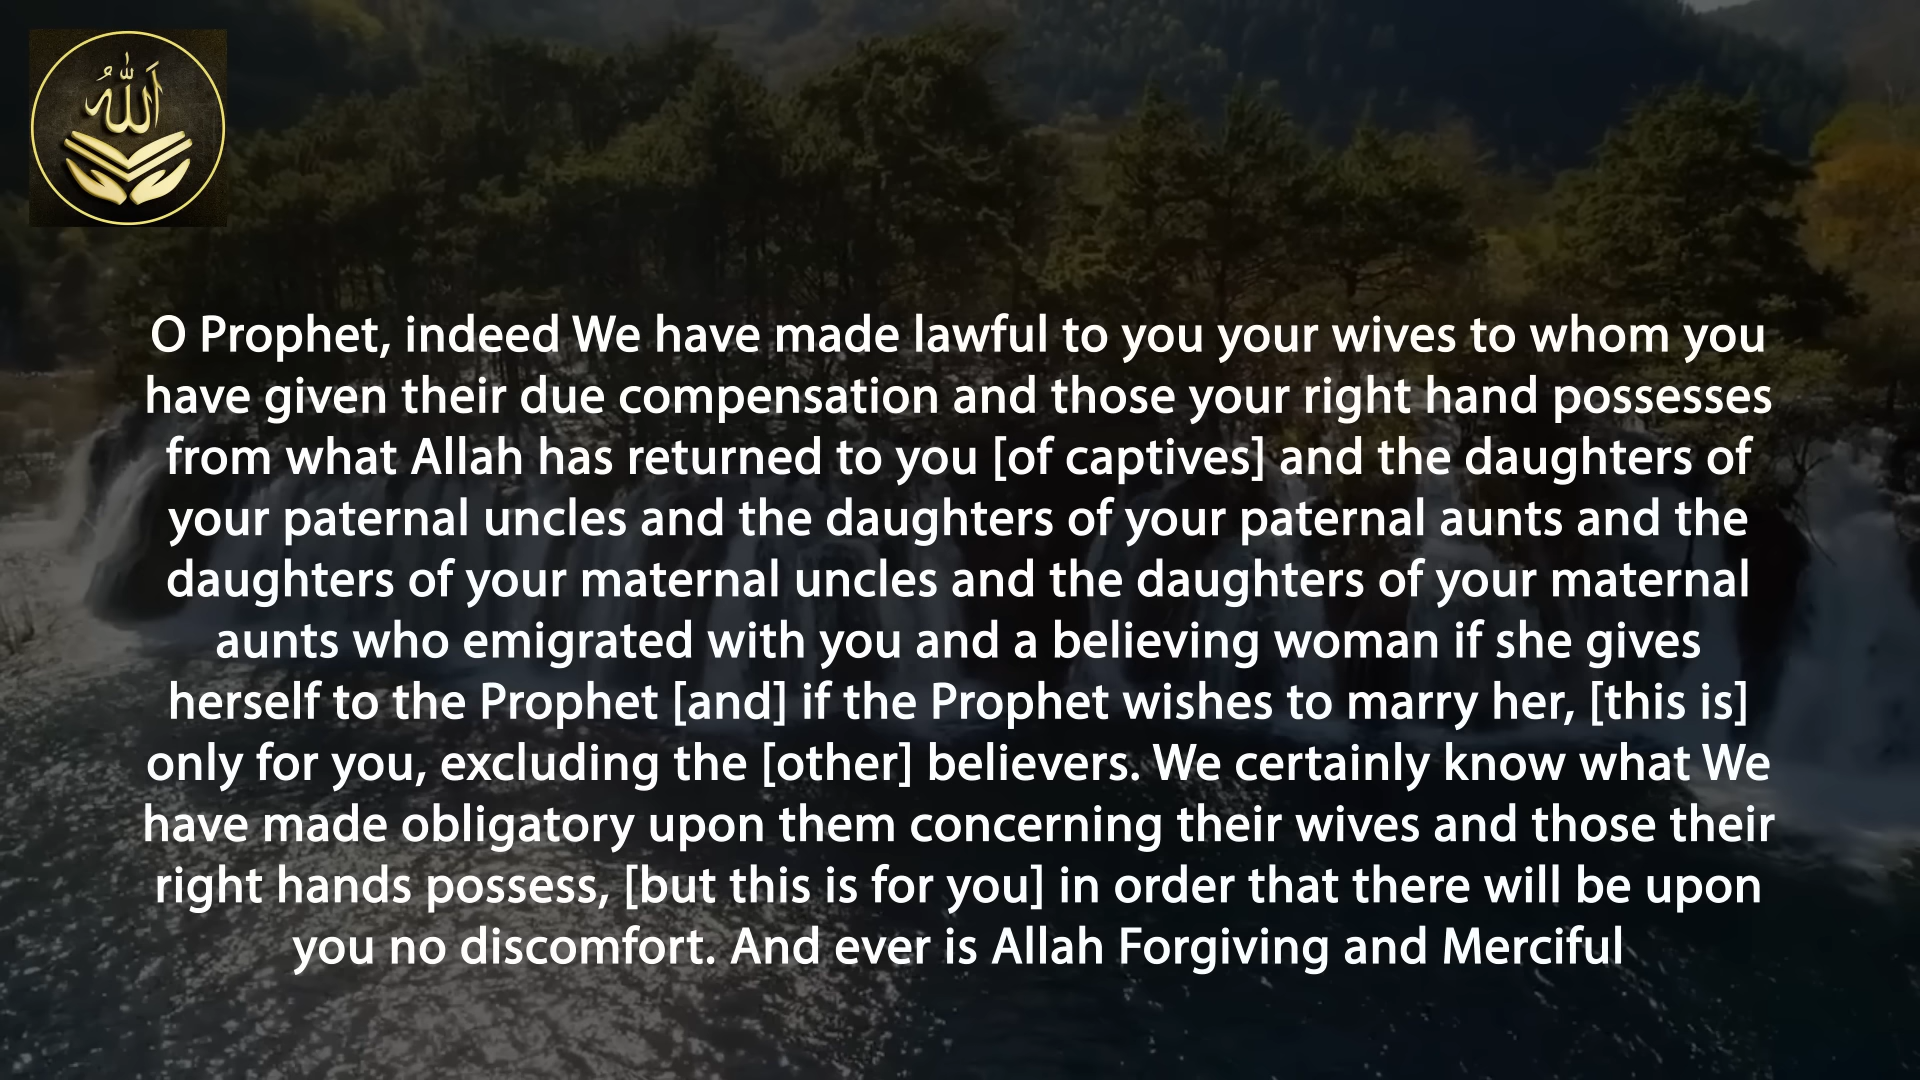 الله
O Prophet, indeed We have made lawful to you your wives to whom you
have given their due compensation and those your right hand possesses
from what Allah has returned to you [of captives] and the daughters of
your paternal uncles and the daughters of your paternal aunts and the
daughters of your maternal uncles and the daughters of your maternal
aunts who emigrated with you and a believing woman if she gives
herself to the Prophet [and] if the Prophet wishes to marry her, [this is]
only for you, excluding the [other] believers. We certainly know what We
have made obligatory upon them concerning their wives and those their
right hands possess, [but this is for you] in order that there will be upon
you no discomfort. And ever is Allah Forgiving and Merciful